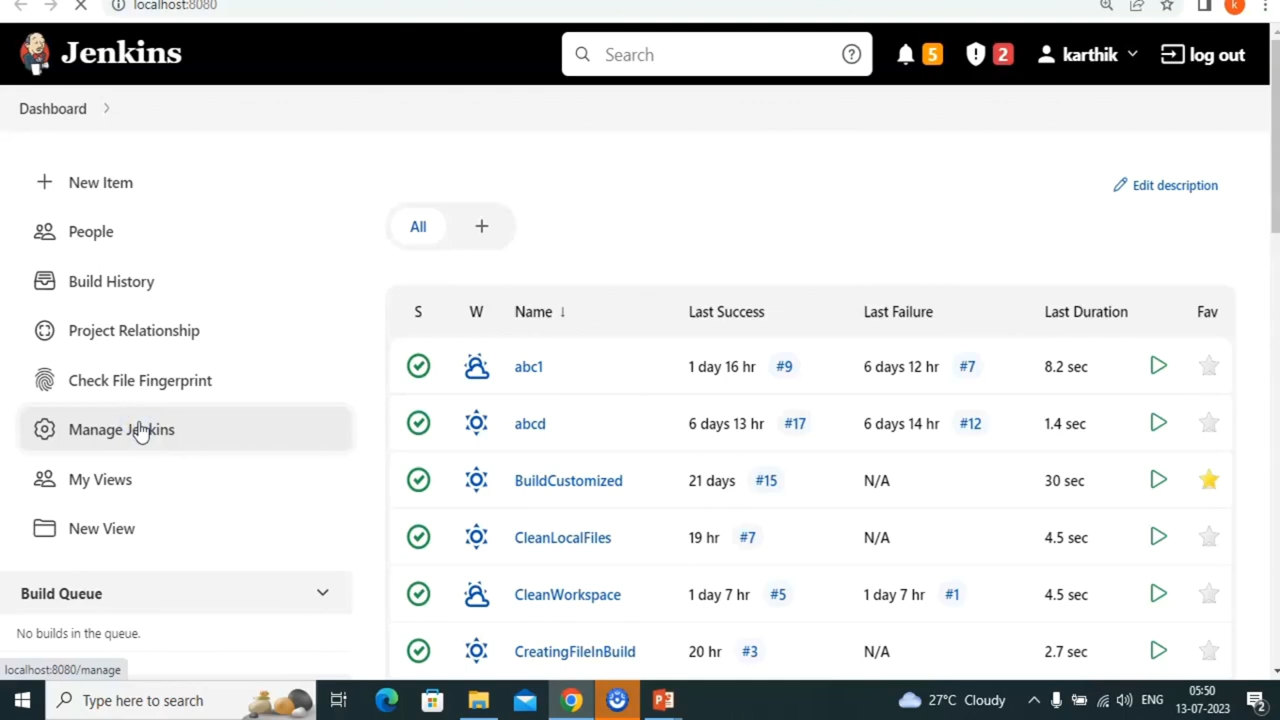 localhost:8080
k
Jenkins
Search
5
2
karthik
log out
Dashboard
New Item
People
Build History
Project Relationship
Check File Fingerprint
Manage Jenkins
My Views
New View
Build Queue
No builds in the queue.
localhost:8080/manage
Edit description
All
S W Name ↓ Last Success Last Failure Last Duration Fav
abc1 1 day 16 hr #9 6 days 12 hr #7 8.2 sec
abcd 6 days 13 hr #17 6 days 14 hr #12 1.4 sec
BuildCustomized 21 days #15 N/A 30 sec
CleanLocalFiles 19 hr #7 N/A 4.5 sec
CleanWorkspace 1 day 7 hr #5 1 day 7 hr #1 4.5 sec
CreatingFileInBuild 20 hr #3 N/A 2.7 sec
Type here to search
27°C Cloudy
ENG
05:50
13-07-2023
2